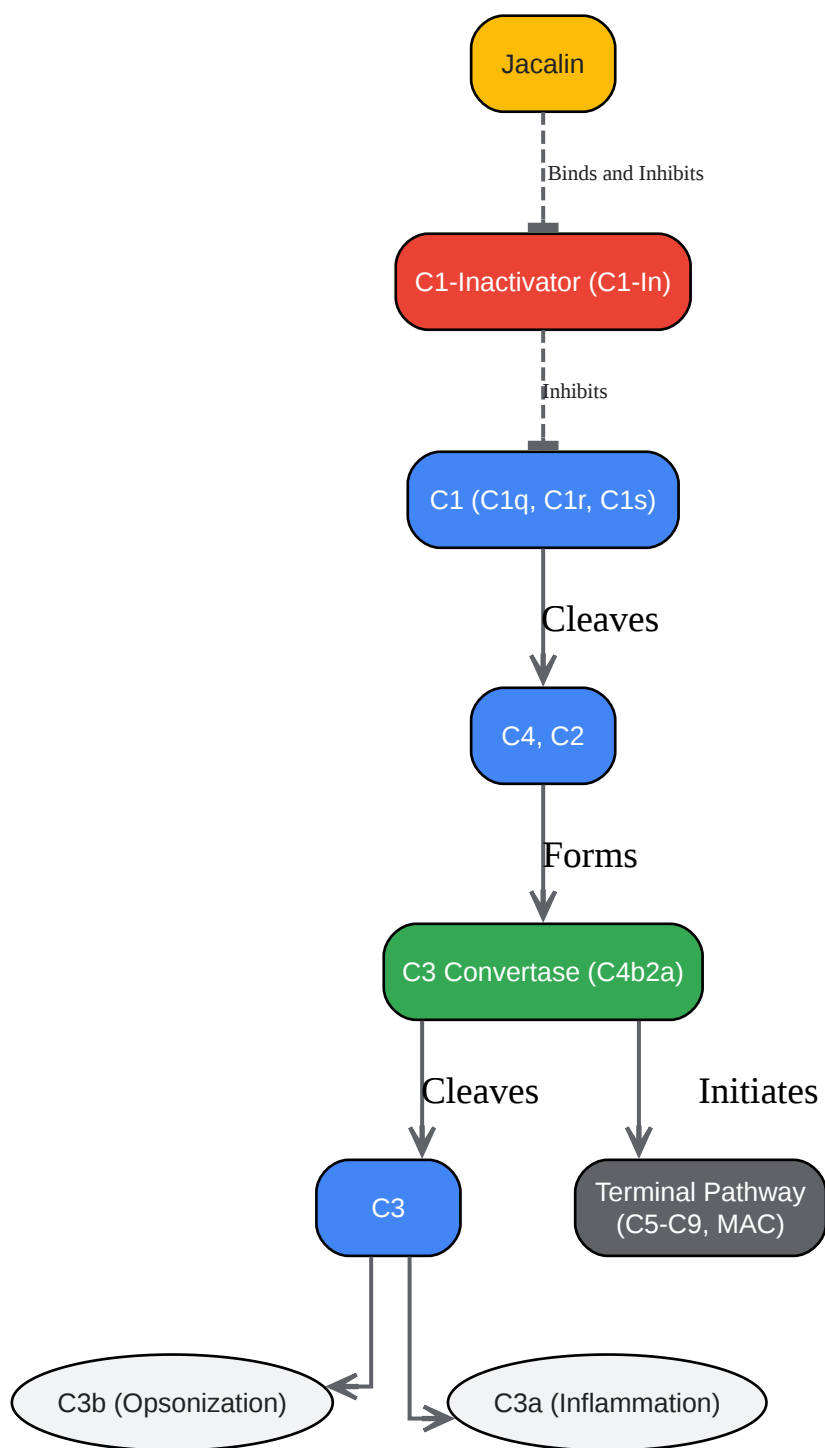 Jacalin
Binds and Inhibits
C1-Inactivator (C1-In)
Inhibits
C1 (C1q, C1r, C1s)
Cleaves
C4, C2
Forms
C3 Convertase (C4b2a)
Cleaves
Initiates
C3
Terminal Pathway
(C5-C9, MAC)
C3b (Opsonization)
C3a (Inflammation)